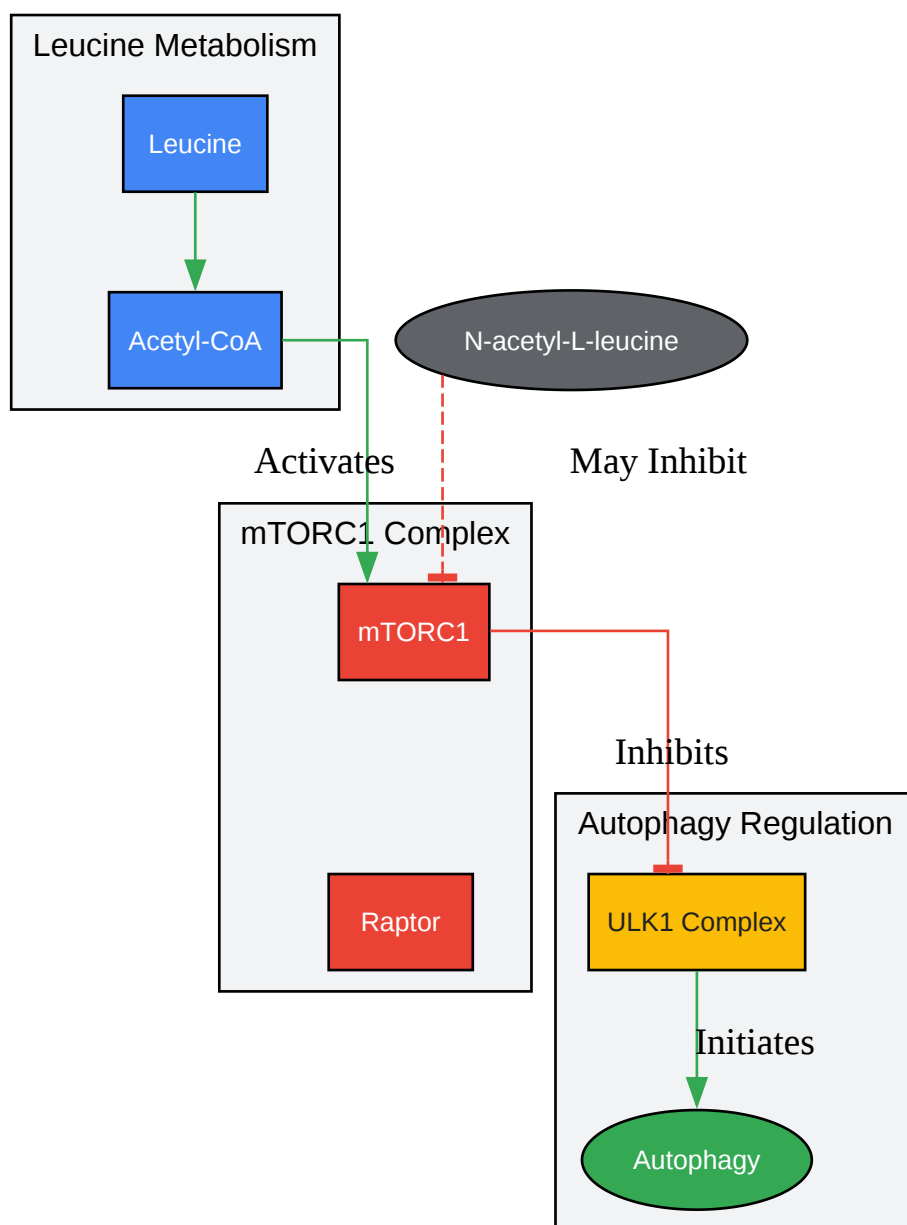 Leucine Metabolism
Leucine
Acetyl-CoA
N-acetyl-L-leucine
Activates
May Inhibit
mTORC1 Complex
mTORC1
Inhibits
Autophagy Regulation
Raptor
ULK1 Complex
Initiates
Autophagy